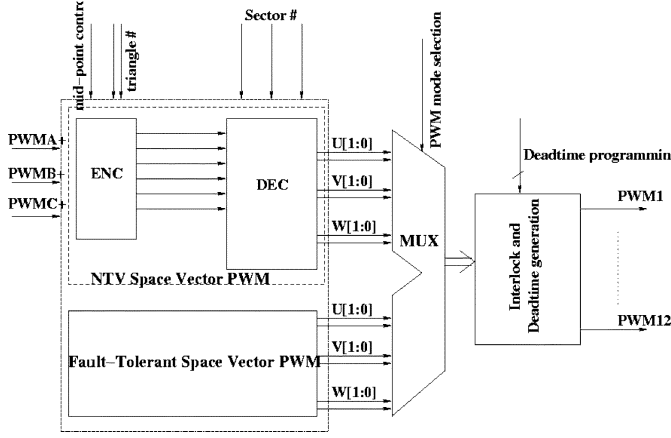 mid-point contro
triangle #
Sector #
PWM mode selection
PWMA+
PWMB+
PWMC+
ENC
DEC
U[1:0]
V[1:0]
W[1:0]
NTV Space Vector PWM
MUX
Deadtime programmin
Interlock and
Deadtime generation
PWM1
PWM12
Fault-Tolerant Space Vector PWM
U[1:0]
V[1:0]
W[1:0]